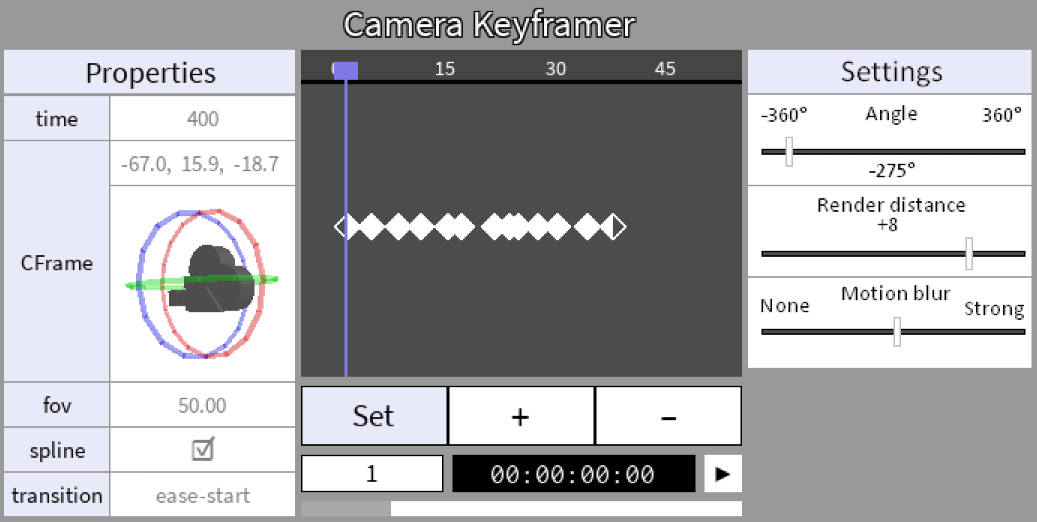 Camera Keyframer
Properties
time 400
-67.0, 15.9, -18.7
CFrame
fov 50.00
spline
transition ease-start
15 30 45
Set + –
1 00:00:00:00
Settings
-360° Angle 360°
-275°
Render distance
+8
Motion blur
None Strong